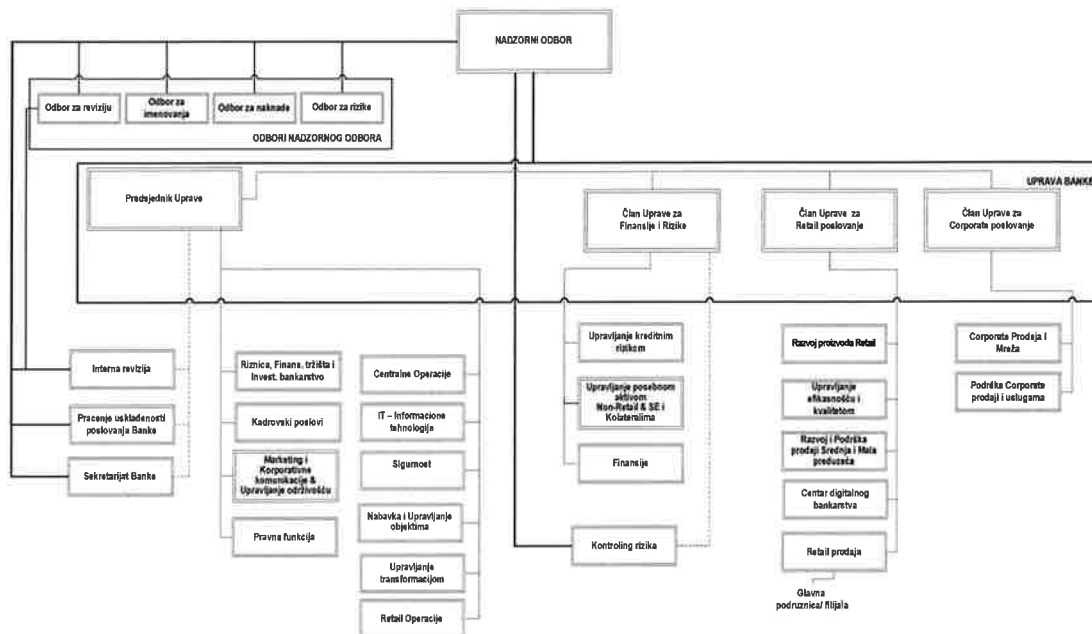 NADZORNI ODBOR
Odbor za reviziju
Odbor za
imenovanja
Odbor za naknade
Odbor za rizike
ODBORI NADZORNOG ODBORA
UPRAVA BANKE
Predsjednik Uprave
Član Uprave za
Finansije i Rizike
Član Uprave za
Retail poslovanje
Član Uprave za
Corporate poslovanje
Interna revizija
Pracenje usklađenosti
poslovanja Banke
Sekretarijat Banke
Riznica, Finans. tržišta i
Invest. bankarstvo
Kadrovski poslovi
Marketing i
Korporativne
komunikacije &
Upravljanje održivošću
Pravna funkcija
Centralne Operacije
IT – Informacione
tehnologije
Sigurnost
Nabavka i Upravljanje
objektima
Upravljanje
transformacijom
Retail Operacije
Upravljanje kreditnim
rizikom
Upravljanje posebnom
aktivom
Non-Retail & SE i
Kolateralima
Finansije
Kontroling rizika
Razvoj proizvoda Retail
Upravljanje
efikasnošću i
kvalitetom
Razvoj i Podrška
prodaji Srednja i Mala
preduzeća
Centar digitalnog
bankarstva
Retail prodaja
Glavna
podruznica/ filijala
Corporate Prodaja i
Mreža
Podrška Corporate
prodaji i uslugama